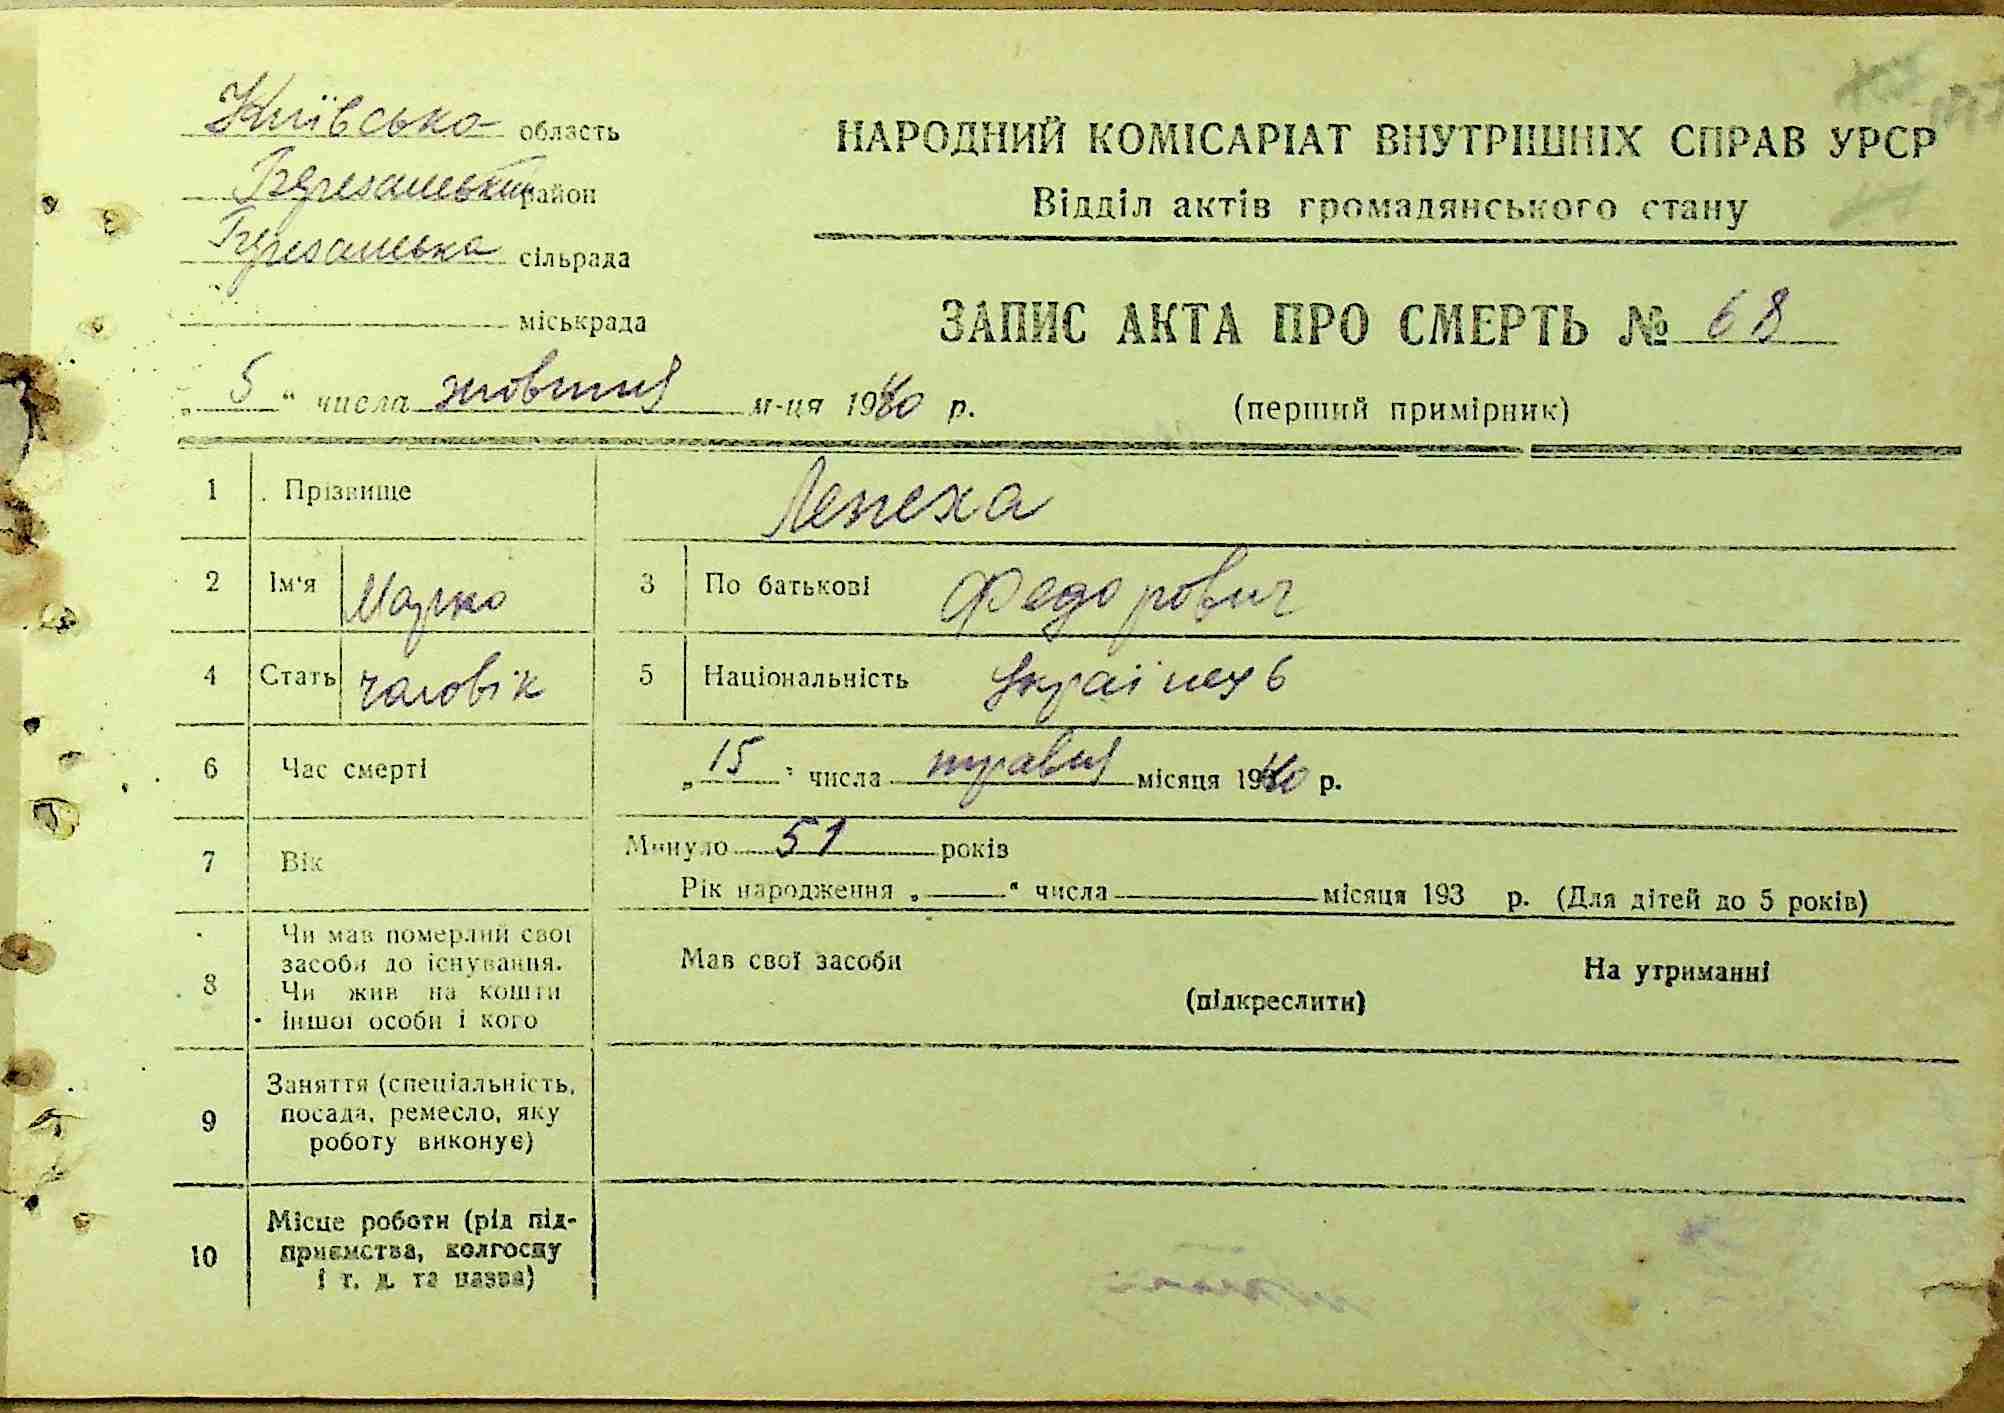 Київська область
Березанський район
Березанська сільрада
міськрада
НАРОДНИЙ КОМІСАРІАТ ВНУТРІШНІХ СПРАВ УРСР
Відділ актів громадянського стану
ЗАПИС АКТА ПРО СМЕРТЬ № 68
„5“ числа жовтня м-ця 1940 р.
(перший примірник)
1 Прізвище Лепеха
2 Ім'я Марко 3 По батькові Федорович
4 Стать чоловік 5 Національність
6 Час смерті „15“ числа травня місяця 1940 р.
7 Вік Минуло 51 років
Рік народження „ “ числа місяця 193 р. (Для дітей до 5 років)
8 Чи мав померлий свої засоби до існування. Чи жив на кошти іншої особи і кого
Мав свої засоби На утриманні
(підкреслити)
9 Заняття (спеціальність, посада, ремесло, яку роботу виконує)
10 Місце роботи (рід підприємства, колгоспу і т. д. та назва)